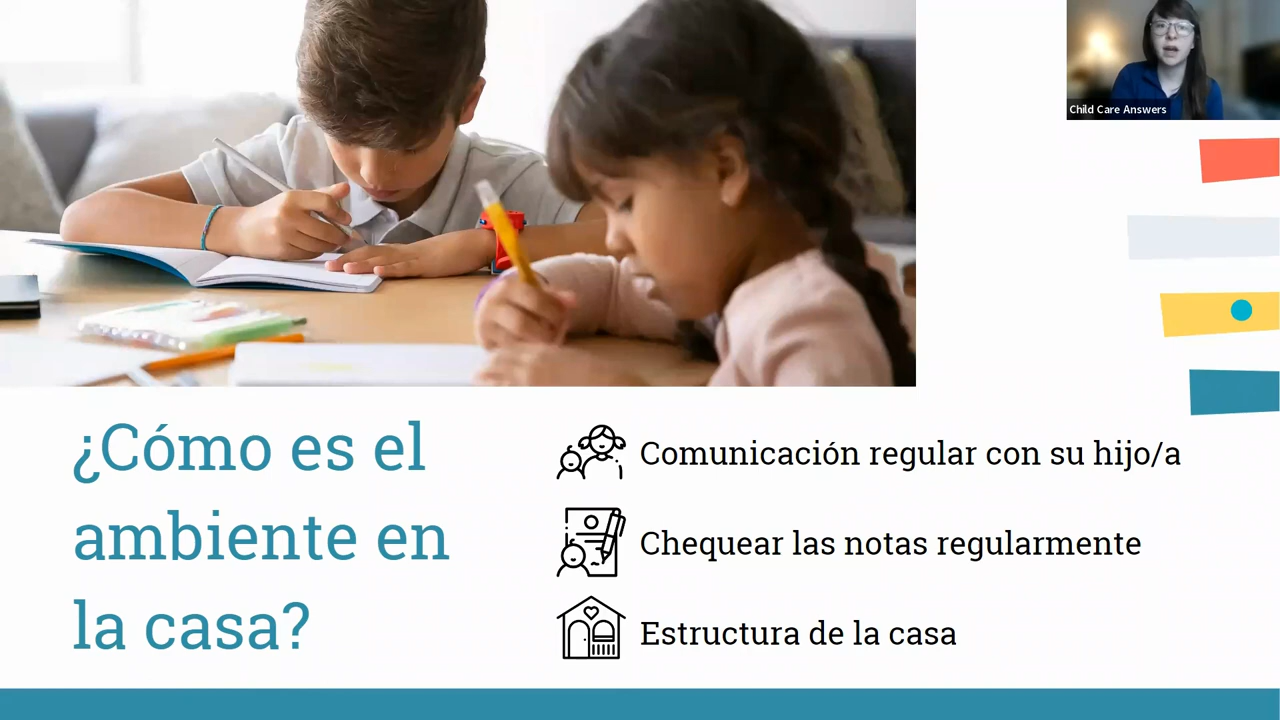 Child Care Answers
¿Cómo es el
ambiente en
la casa?
Comunicación regular con su hijo/a
Chequear las notas regularmente
Estructura de la casa